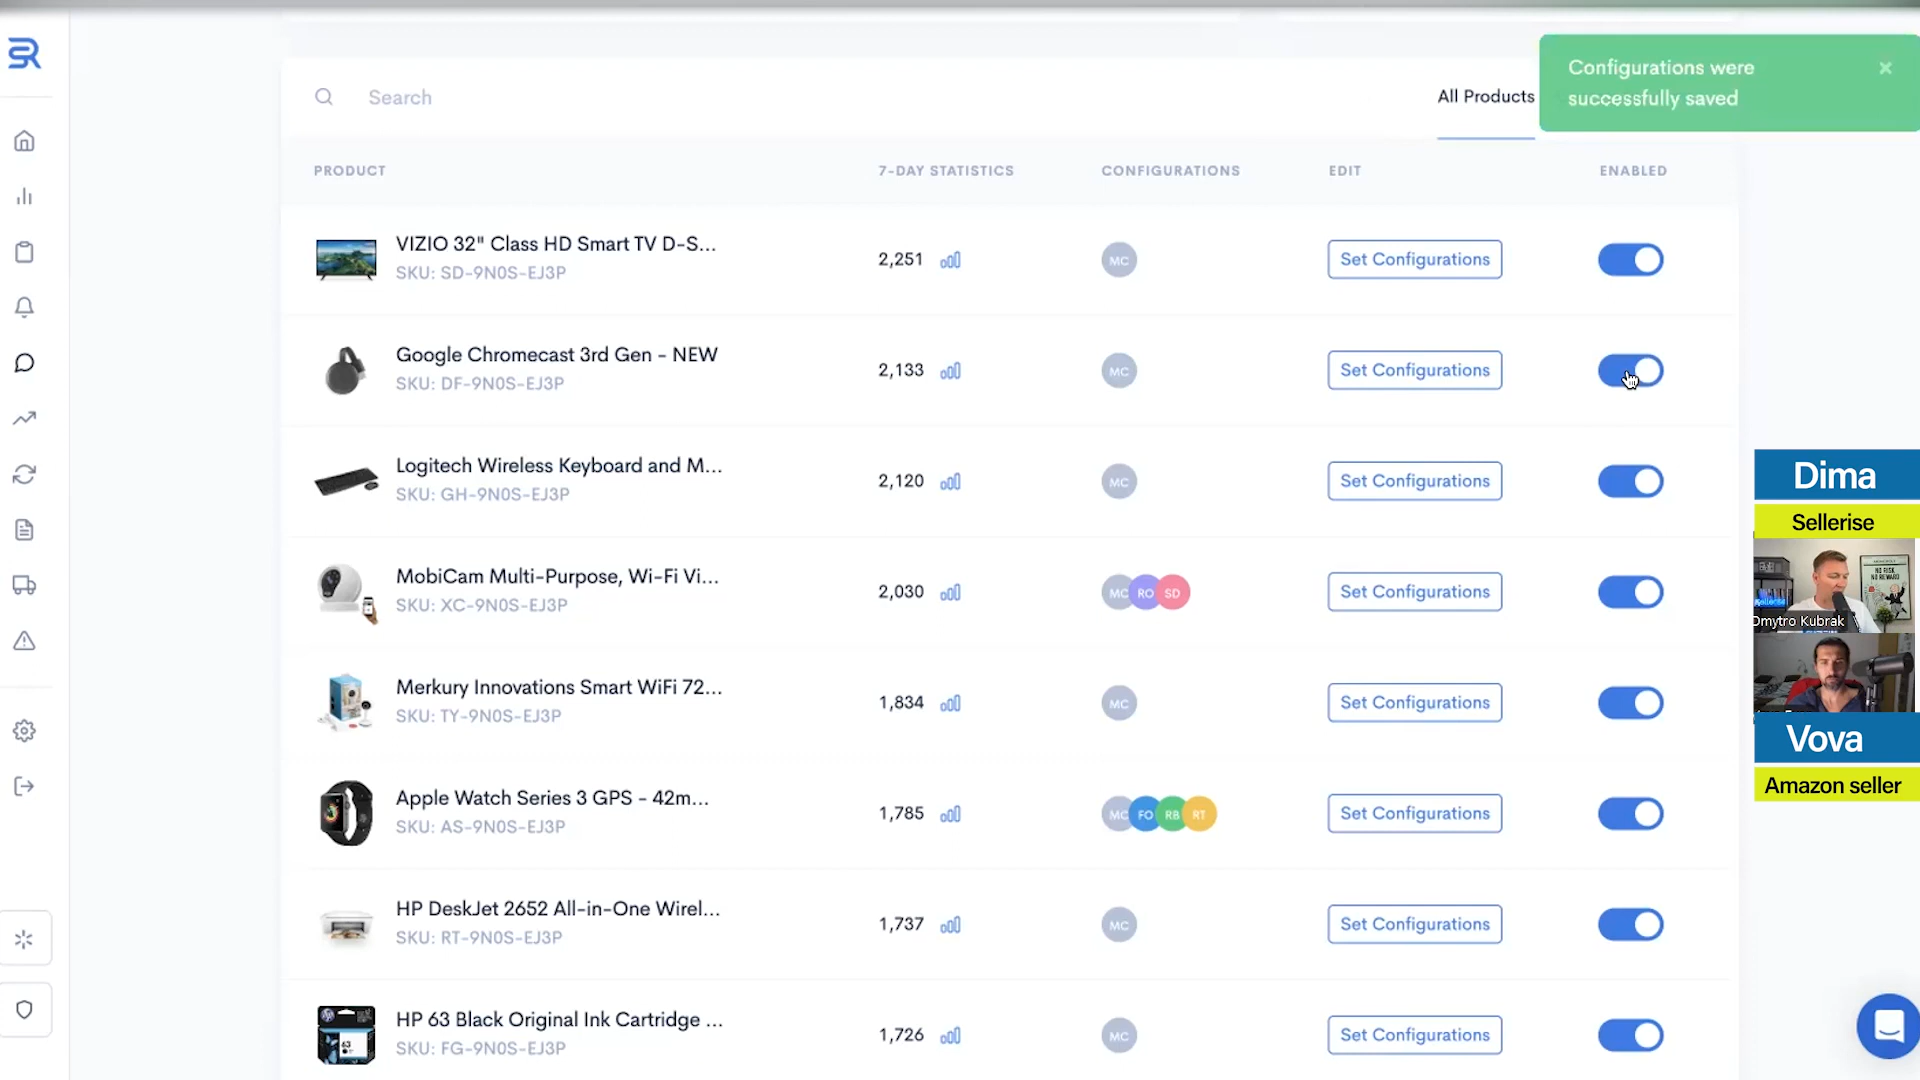 SR
Search
All Products
Configurations were
successfully saved
PRODUCT
7-DAY STATISTICS
CONFIGURATIONS
EDIT
ENABLED
VIZIO 32" Class HD Smart TV D-S...
SKU: SD-9N0S-EJ3P
2,251
MC
Set Configurations
Google Chromecast 3rd Gen - NEW
SKU: DF-9N0S-EJ3P
2,133
MC
Set Configurations
Logitech Wireless Keyboard and M...
SKU: GH-9N0S-EJ3P
2,120
MC
Set Configurations
MobiCam Multi-Purpose, Wi-Fi Vi...
SKU: XC-9N0S-EJ3P
2,030
MC RO SD
Set Configurations
Merkury Innovations Smart WiFi 72...
SKU: TY-9N0S-EJ3P
1,834
MC
Set Configurations
Apple Watch Series 3 GPS - 42m...
SKU: AS-9N0S-EJ3P
1,785
MC FO RB RT
Set Configurations
HP DeskJet 2652 All-in-One Wirel...
SKU: RT-9N0S-EJ3P
1,737
MC
Set Configurations
HP 63 Black Original Ink Cartridge ...
SKU: FG-9N0S-EJ3P
1,726
MC
Set Configurations
63
Dima
Sellerise
NO RISK
NO REWARD
Dmytro Kubrak
Vova
Amazon seller